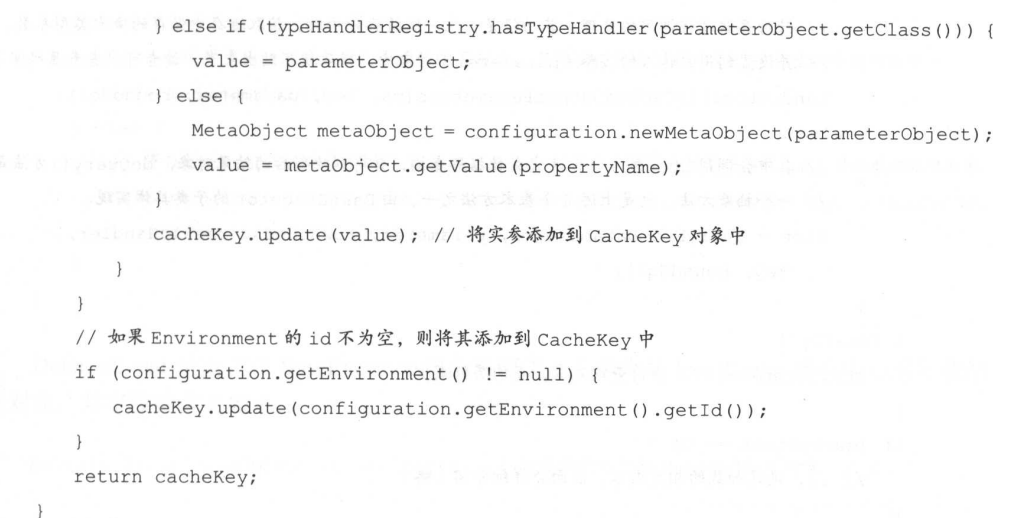 } else if (typeHandlerRegistry.hasTypeHandler(parameterObject.getClass())) {
value = parameterObject;
} else {
MetaObject metaObject = configuration.newMetaObject(parameterObject);
value = metaObject.getValue(propertyName);
}
cacheKey.update(value); // 将实参添加到 CacheKey 对象中
}
}
// 如果 Environment 的 id 不为空，则将其添加到 CacheKey 中
if (configuration.getEnvironment() != null) {
cacheKey.update(configuration.getEnvironment().getId());
}
return cacheKey;
}